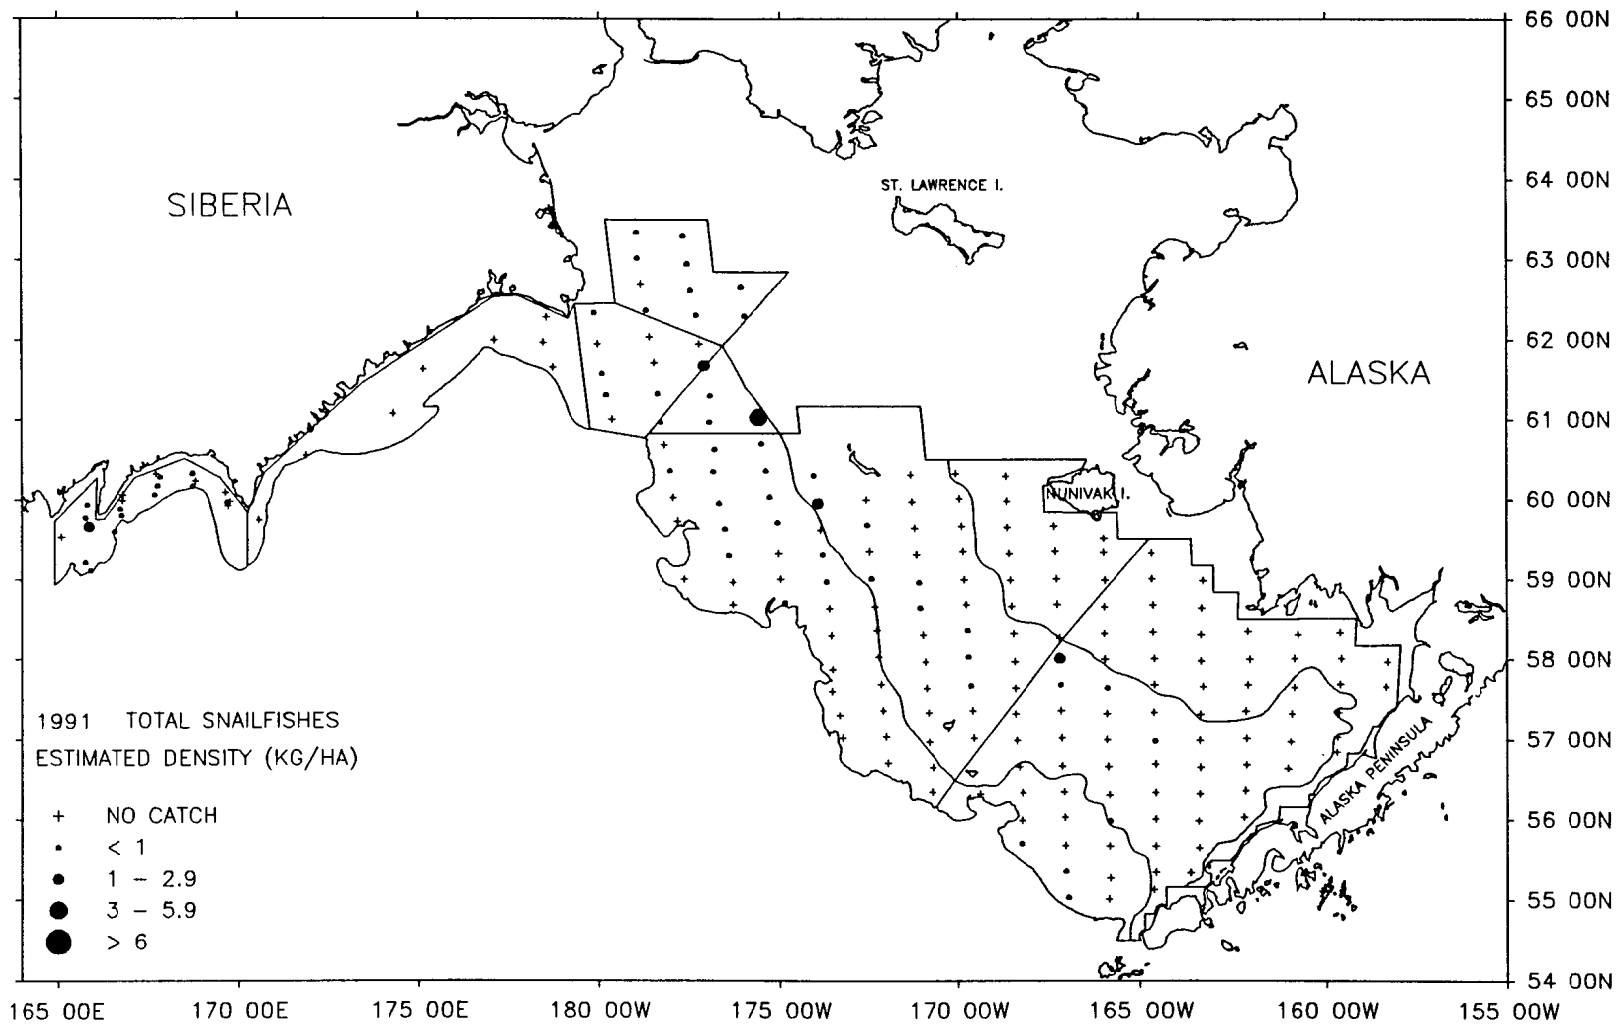 66 00N
65 00N
ST. LAWRENCE I.
SIBERIA
64 00N
63 00N
62 00N
ALASKA
61 00N
NUNIVAK I.
60 00N
59 00N
58 00N
1991 TOTAL SNAILFISHES
ESTIMATED DENSITY (KG/HA)
57 00N
ALASKA PENINSULA
+ NO CATCH
56 00N
< 1
1 – 2.9
3 – 5.9
55 00N
> 6
54 00N
165 00E 170 00E 175 00E 180 00W 175 00W 170 00W 165 00W 160 00W 155 00W